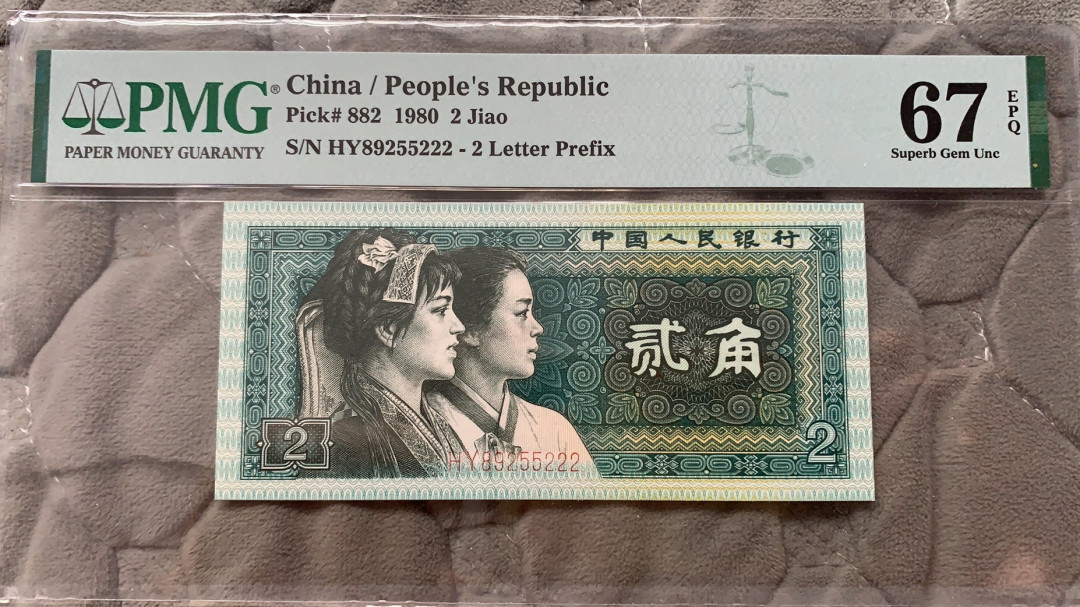 PMG®
PAPER MONEY GUARANTY
China / People's Republic
Pick# 882 1980 2 Jiao
S/N HY89255222 - 2 Letter Prefix
67
EPQ
Superb Gem Unc
中国人民银行
贰角
2
2
HY89255222